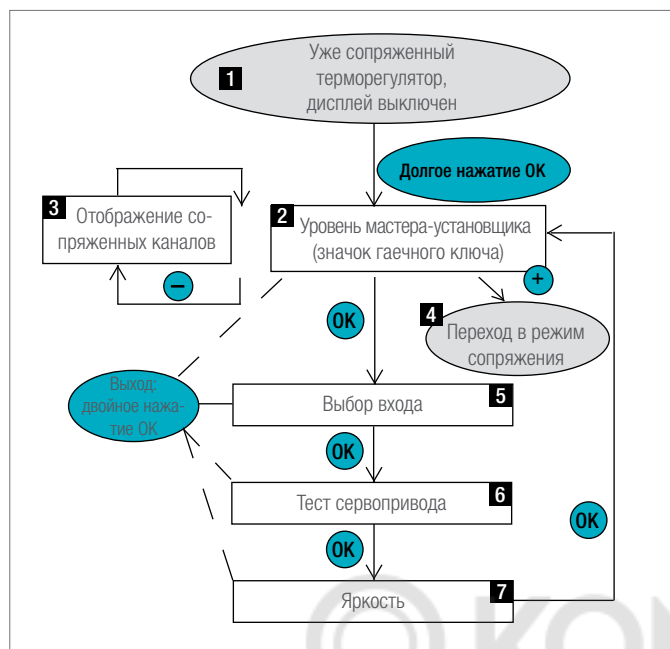 1
Уже сопряженный
терморегулятор,
дисплей выключен
Долгое нажатие OK
3
Отображение со-
пряженных каналов
−
2
Уровень мастера-установщика
(значок гаечного ключа)
+
OK
4
Переход в режим
сопряжения
Выход:
двойное нажа-
тие OK
Выбор входа
5
OK
Тест сервопривода
6
OK
OK
Яркость
7
KON